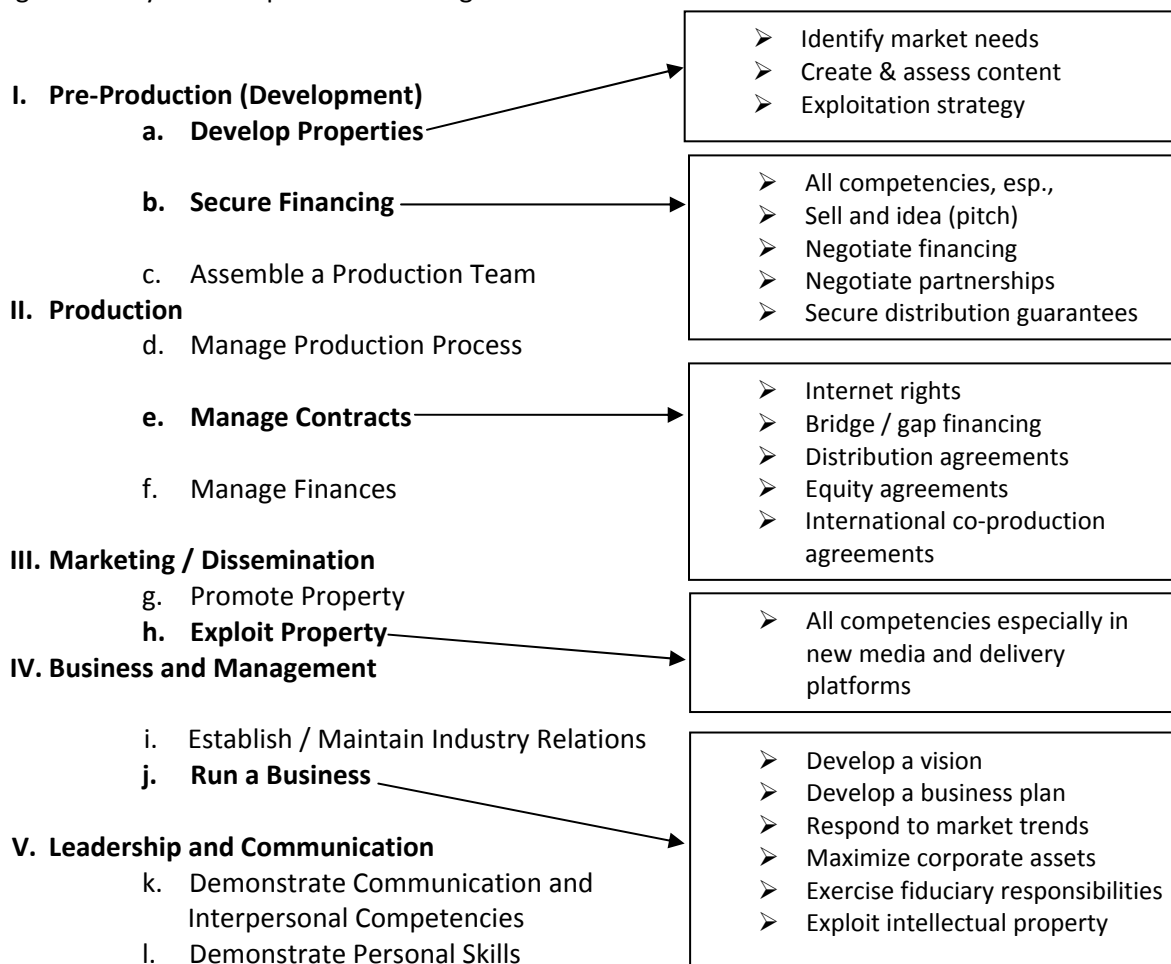 I. Pre-Production (Development)
a. Develop Properties
b. Secure Financing
c. Assemble a Production Team
II. Production
d. Manage Production Process
e. Manage Contracts
f. Manage Finances
III. Marketing / Dissemination
g. Promote Property
h. Exploit Property
IV. Business and Management
i. Establish / Maintain Industry Relations
j. Run a Business
V. Leadership and Communication
k. Demonstrate Communication and
Interpersonal Competencies
l. Demonstrate Personal Skills
➢ Identify market needs
➢ Create & assess content
➢ Exploitation strategy
➢ All competencies, esp.,
➢ Sell and idea (pitch)
➢ Negotiate financing
➢ Negotiate partnerships
➢ Secure distribution guarantees
➢ Internet rights
➢ Bridge / gap financing
➢ Distribution agreements
➢ Equity agreements
➢ International co-production
agreements
➢ All competencies especially in
new media and delivery
platforms
➢ Develop a vision
➢ Develop a business plan
➢ Respond to market trends
➢ Maximize corporate assets
➢ Exercise fiduciary responsibilities
➢ Exploit intellectual property